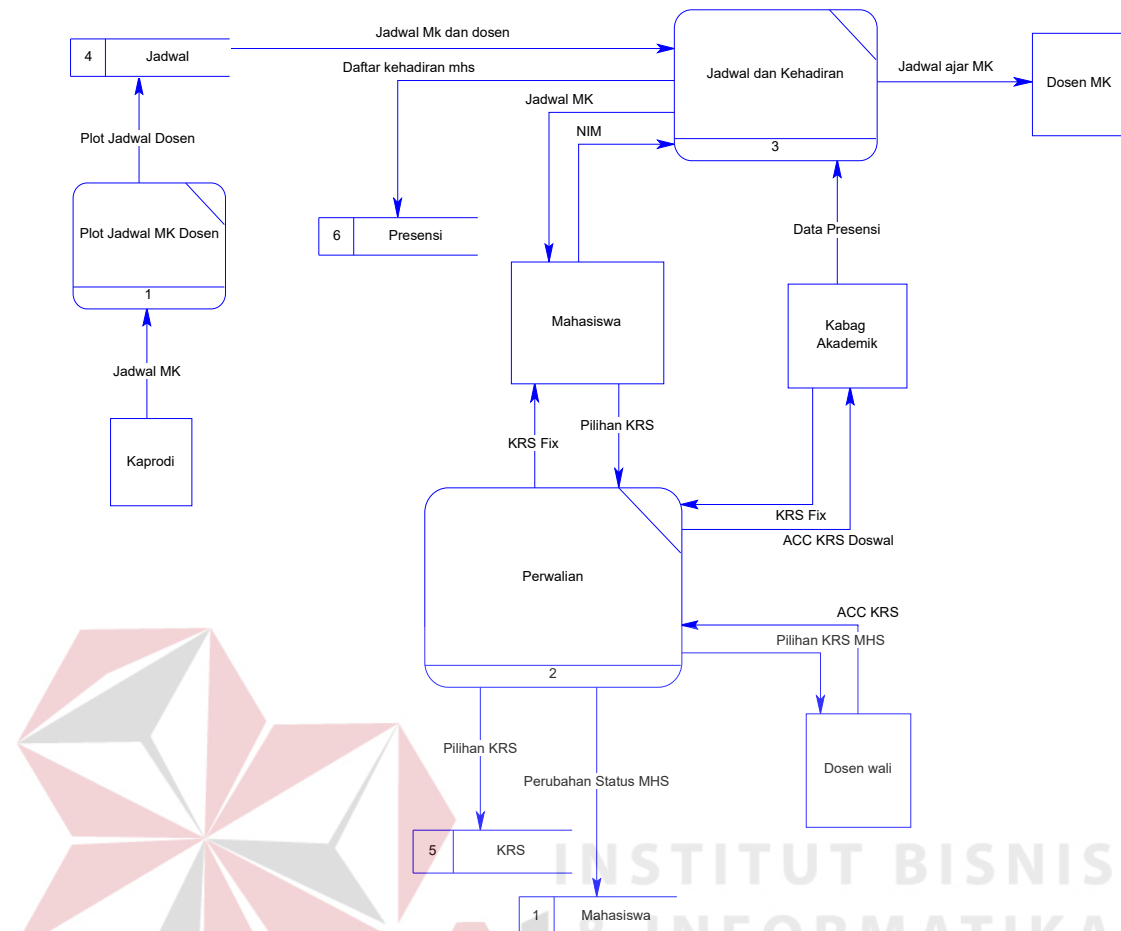 Jadwal Mk dan dosen
4 Jadwal
Daftar kehadiran mhs
Jadwal dan Kehadiran
Jadwal ajar MK
Dosen MK
Jadwal MK
NIM
3
Plot Jadwal Dosen
Plot Jadwal MK Dosen
1
6 Presensi
Data Presensi
Mahasiswa
Kabag
Akademik
Jadwal MK
Kaprodi
KRS Fix
Pilihan KRS
KRS Fix
ACC KRS Doswal
Perwalian
2
ACC KRS
Pilihan KRS MHS
Dosen wali
Pilihan KRS
Perubahan Status MHS
5 KRS
INSTITUT BISNIS
1 Mahasiswa
& INFORMATIKA